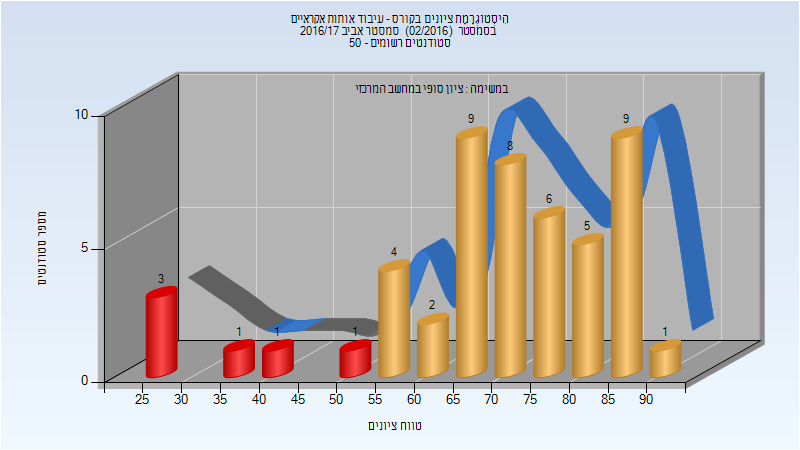 היסטוגרמת ציונים בקורס - עיבוד אותות אקראיים
בסמסטר (02/2016) סמסטר אביב 2016/17
סטודנטים רשומים - 50
במשימה : ציון סופי במחשב המרכזי
מספר סטודנטים
10
5
0
3
1
1
1
4
2
9
8
6
5
9
1
25 30 35 40 45 50 55 60 65 70 75 80 85 90
טווח ציונים